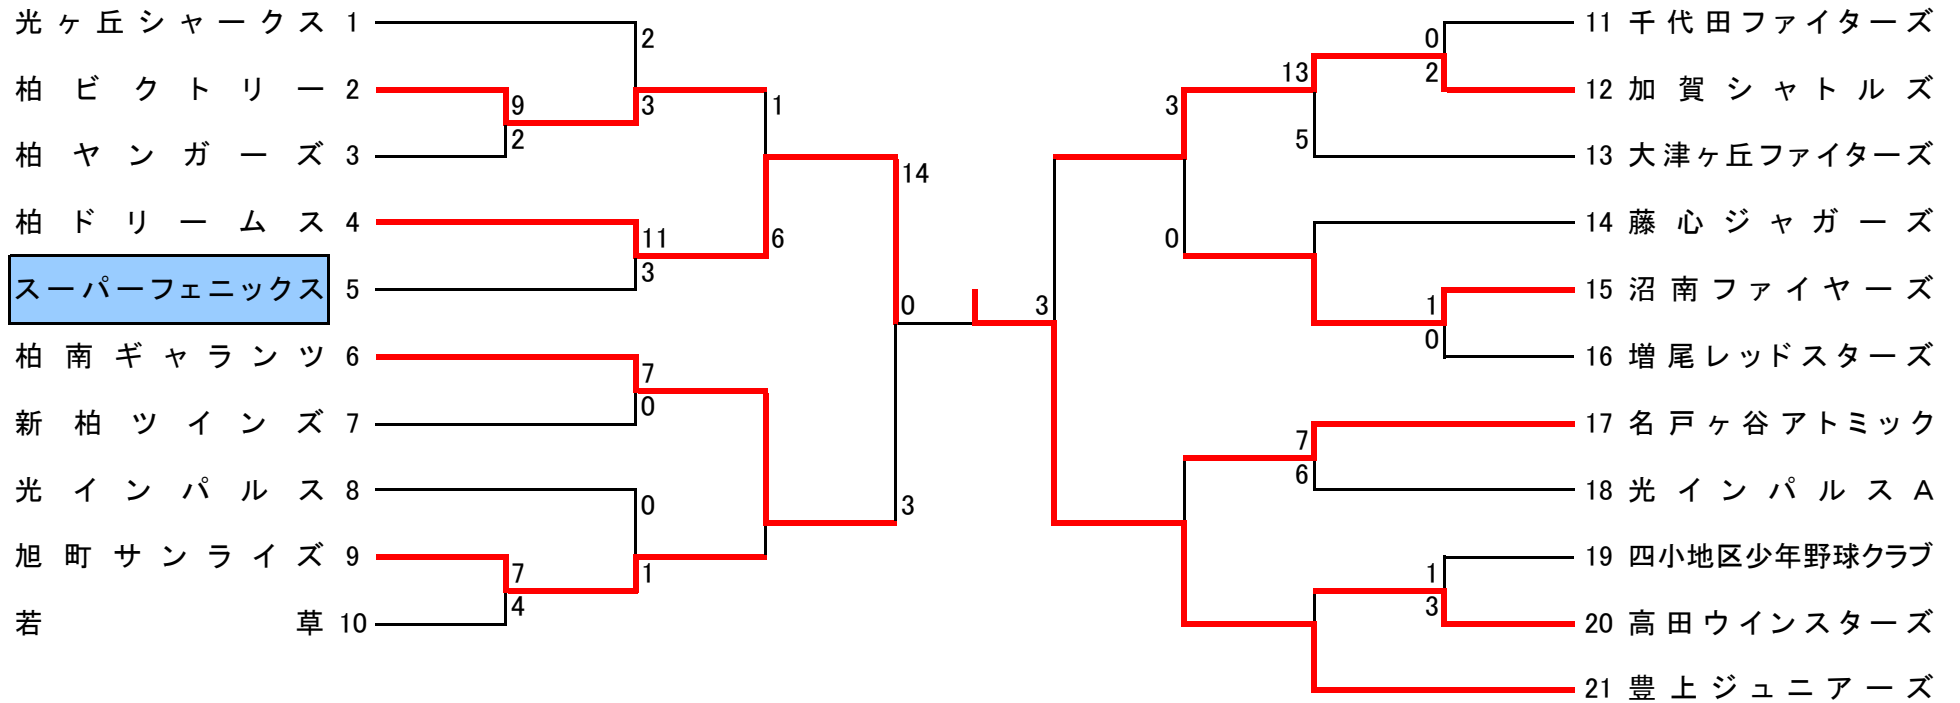 光ヶ丘シャークス 1
2
柏ビクトリー 2
9
3
1
2
柏ヤンガーズ 3
14
柏ドリームス 4
11
6
3
スーパーフェニックス 5
0
柏南ギャランツ 6
7
0
新柏ツインズ 7
光インパルス 8
0
3
旭町サンライズ 9
7
1
4
若草 10
11 千代田ファイターズ
0
13
2
12 加賀シャトルズ
3
5
13 大津ヶ丘ファイターズ
14 藤心ジャガーズ
0
15 沼南ファイヤーズ
3
1
0
16 増尾レッドスターズ
17 名戸ヶ谷アトミック
7
6
18 光インパルスA
19 四小地区少年野球クラブ
1
3
20 高田ウインスターズ
21 豊上ジュニアーズ